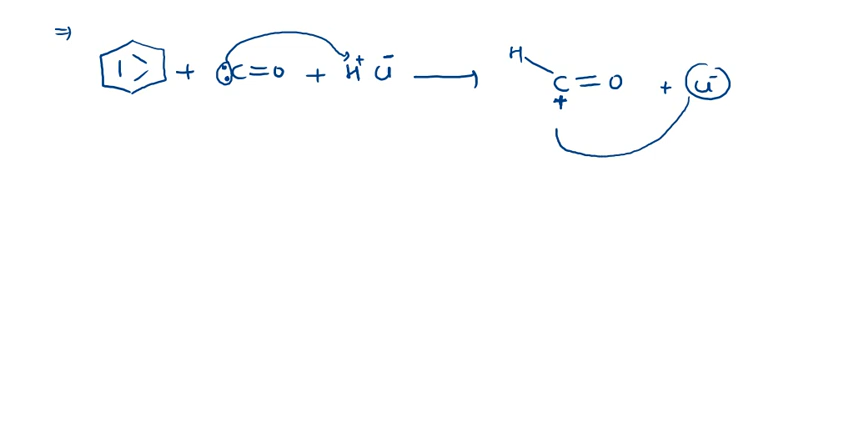 ⇒ + :C=O + H⁺ Cl⁻ ⟶ H-C⁺=O + Cl⁻